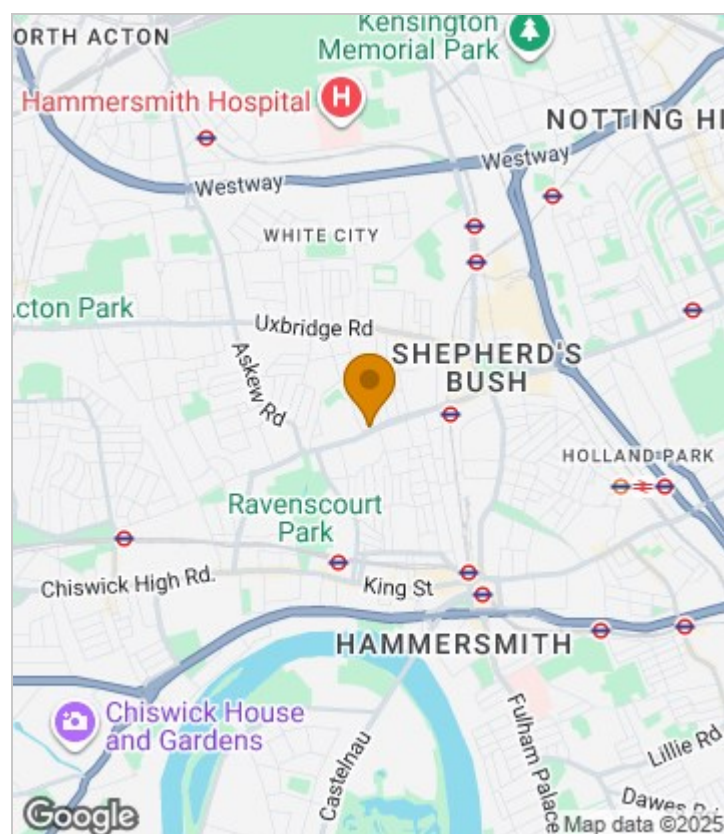 ORTH ACTON
Kensington
Memorial Park
Hammersmith Hospital
H
NOTTING HI
Westway
Westway
WHITE CITY
cton Park
Uxbridge Rd
Askew Rd
SHEPHERD'S
BUSH
HOLLAND PARK
Ravenscourt
Park
Chiswick High Rd.
King St
HAMMERSMITH
Chiswick House
and Gardens
Castelnau
Fulham Palace
Lillie Rd
Dawes
Google
Map data ©2025